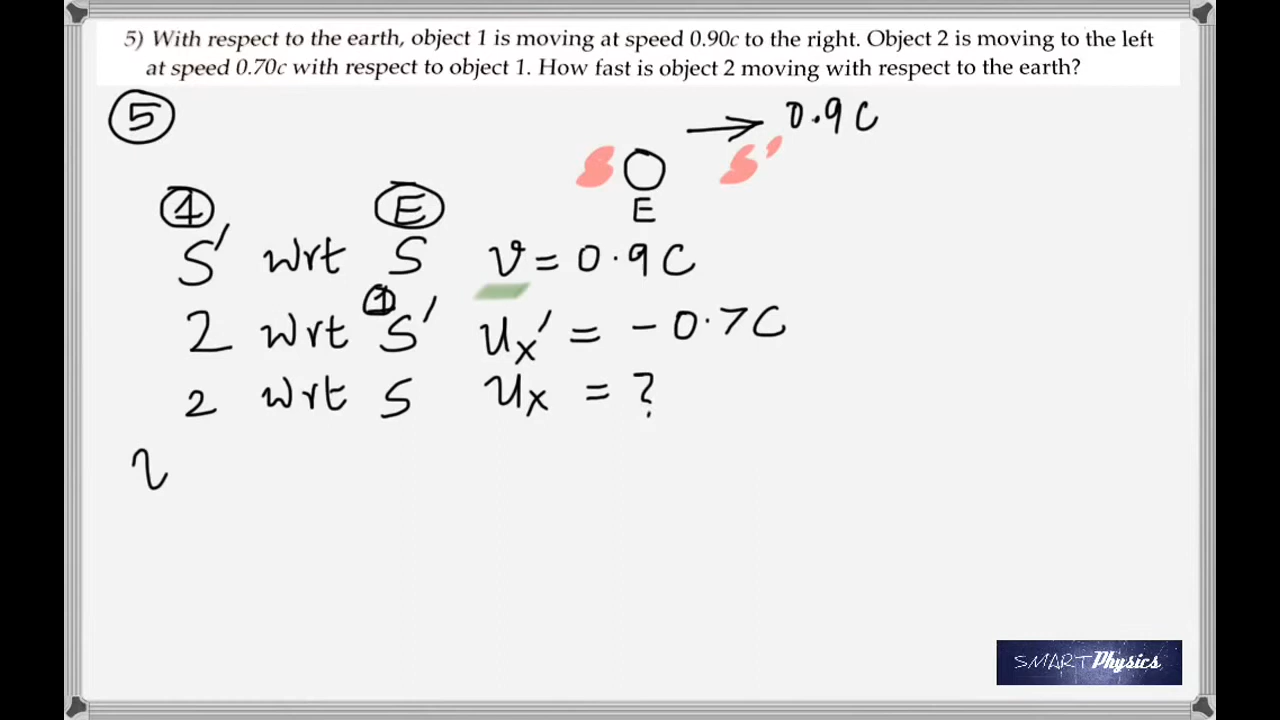 5) With respect to the earth, object 1 is moving at speed 0.90c to the right. Object 2 is moving to the left
at speed 0.70c with respect to object 1. How fast is object 2 moving with respect to the earth?
5
→ 0.9C
S S'
E
1 E
S' wrt S v = 0.9C
1
2 wrt S' ux' = -0.7C
2 wrt S ux = ?
SMART Physics